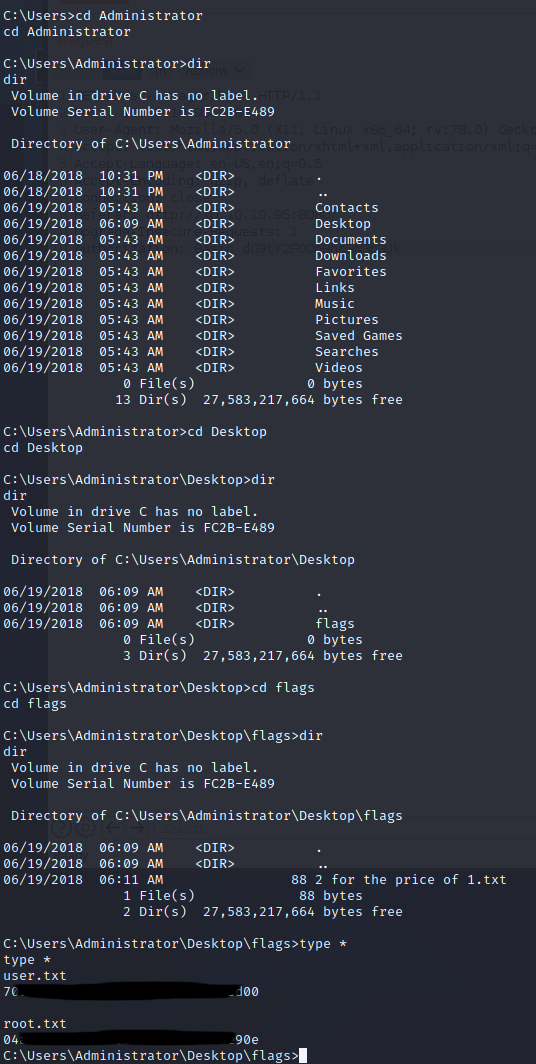 C:\Users>cd Administrator
cd Administrator

C:\Users\Administrator>dir
dir
 Volume in drive C has no label.
 Volume Serial Number is FC2B-E489

 Directory of C:\Users\Administrator

06/18/2018  10:31 PM    <DIR>          .
06/18/2018  10:31 PM    <DIR>          ..
06/19/2018  05:43 AM    <DIR>          Contacts
06/19/2018  06:09 AM    <DIR>          Desktop
06/19/2018  05:43 AM    <DIR>          Documents
06/19/2018  05:43 AM    <DIR>          Downloads
06/19/2018  05:43 AM    <DIR>          Favorites
06/19/2018  05:43 AM    <DIR>          Links
06/19/2018  05:43 AM    <DIR>          Music
06/19/2018  05:43 AM    <DIR>          Pictures
06/19/2018  05:43 AM    <DIR>          Saved Games
06/19/2018  05:43 AM    <DIR>          Searches
06/19/2018  05:43 AM    <DIR>          Videos
               0 File(s)              0 bytes
              13 Dir(s)  27,583,217,664 bytes free

C:\Users\Administrator>cd Desktop
cd Desktop

C:\Users\Administrator\Desktop>dir
dir
 Volume in drive C has no label.
 Volume Serial Number is FC2B-E489

 Directory of C:\Users\Administrator\Desktop

06/19/2018  06:09 AM    <DIR>          .
06/19/2018  06:09 AM    <DIR>          ..
06/19/2018  06:09 AM    <DIR>          flags
               0 File(s)              0 bytes
               3 Dir(s)  27,583,217,664 bytes free

C:\Users\Administrator\Desktop>cd flags
cd flags

C:\Users\Administrator\Desktop\flags>dir
dir
 Volume in drive C has no label.
 Volume Serial Number is FC2B-E489

 Directory of C:\Users\Administrator\Desktop\flags

06/19/2018  06:09 AM    <DIR>          .
06/19/2018  06:09 AM    <DIR>          ..
06/19/2018  06:11 AM                88 2 for the price of 1.txt
               1 File(s)             88 bytes
               2 Dir(s)  27,583,217,664 bytes free

C:\Users\Administrator\Desktop\flags>type *
type *
user.txt
70 d00

root.txt
04 90e
C:\Users\Administrator\Desktop\flags>